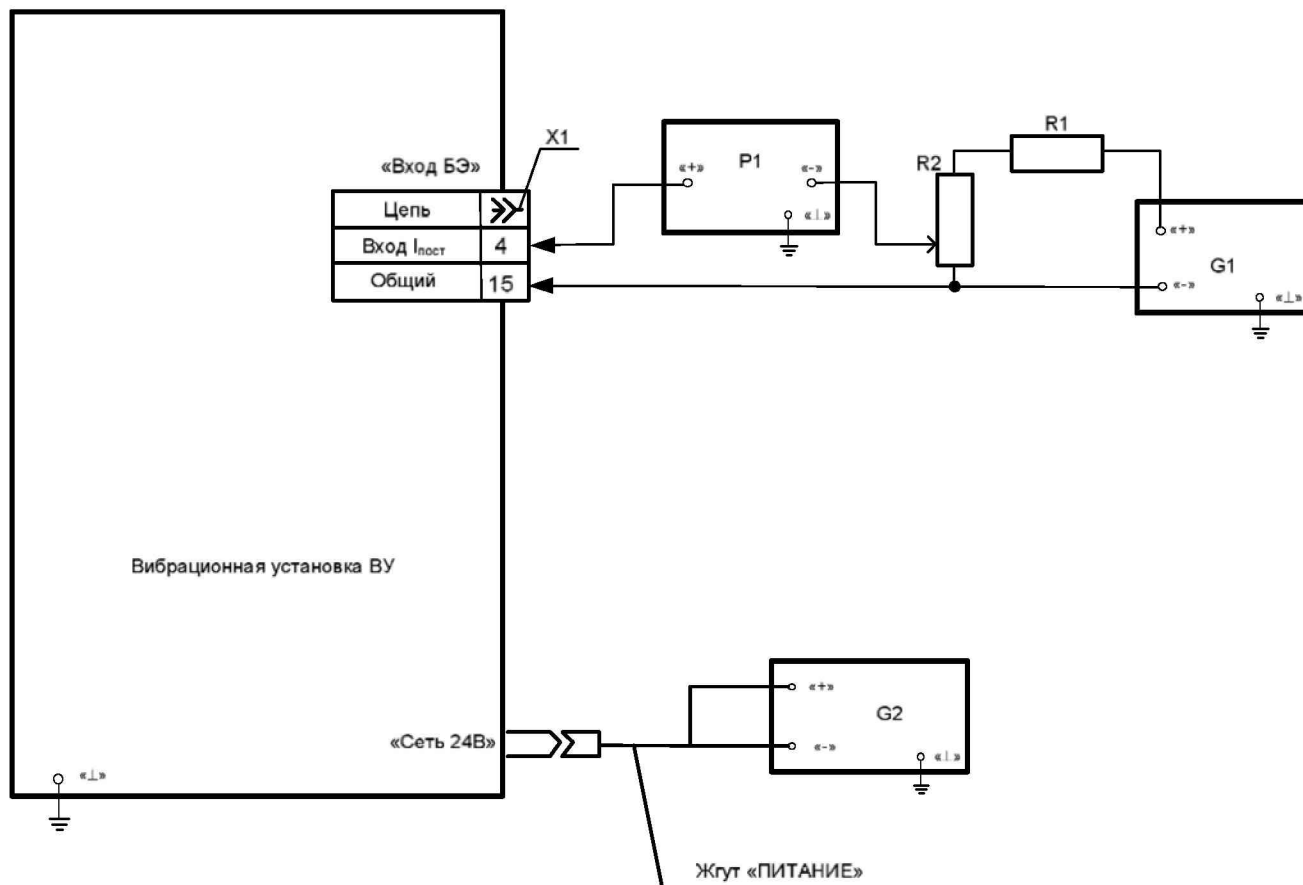 X1
«Вход БЭ»
Цепь
Вход Iпост 4
Общий 15
«+» P1 «-»
«⊥»
R2
R1
«+»
G1
«-»
«⊥»
Вибрационная установка ВУ
«Сеть 24В»
«+»
G2
«-»
«⊥»
«⊥»
Жгут «ПИТАНИЕ»